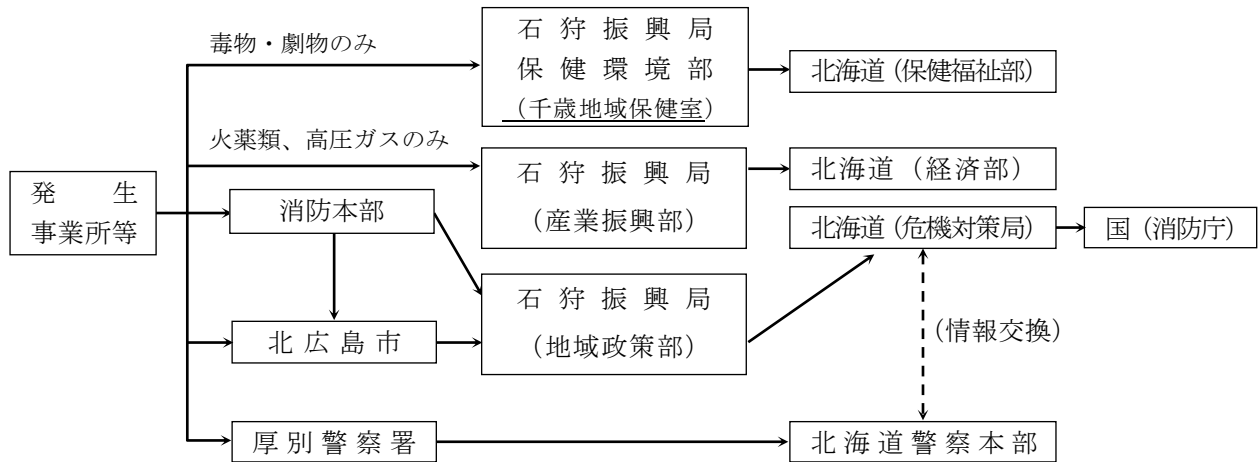 毒物・劇物のみ
石狩振興局
保健環境部
（千歳地域保健室）
北海道（保健福祉部）
火薬類、高圧ガスのみ
石狩振興局
（産業振興部）
北海道（経済部）
発生
事業所等
消防本部
北海道（危機対策局）
国（消防庁）
石狩振興局
（地域政策部）
北広島市
（情報交換）
厚別警察署
北海道警察本部